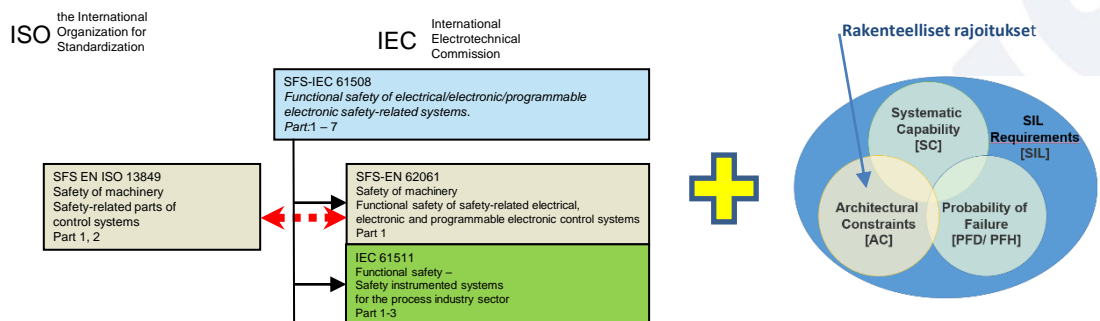 ISO
the International
Organization for
Standardization
IEC
International
Electrotechnical
Commission
SFS-IEC 61508
Functional safety of electrical/electronic/programmable
electronic safety-related systems.
Part:1 – 7
SFS EN ISO 13849
Safety of machinery
Safety-related parts of
control systems
Part 1, 2
SFS-EN 62061
Safety of machinery
Functional safety of safety-related electrical,
electronic and programmable electronic control systems
Part 1
IEC 61511
Functional safety –
Safety instrumented systems
for the process industry sector
Part 1-3
Rakenteelliset rajoitukset
Systematic
Capability
[SC]
SIL
Requirements
[SIL]
Architectural
Constraints
[AC]
Probability of
Failure
[PFD/ PFH]